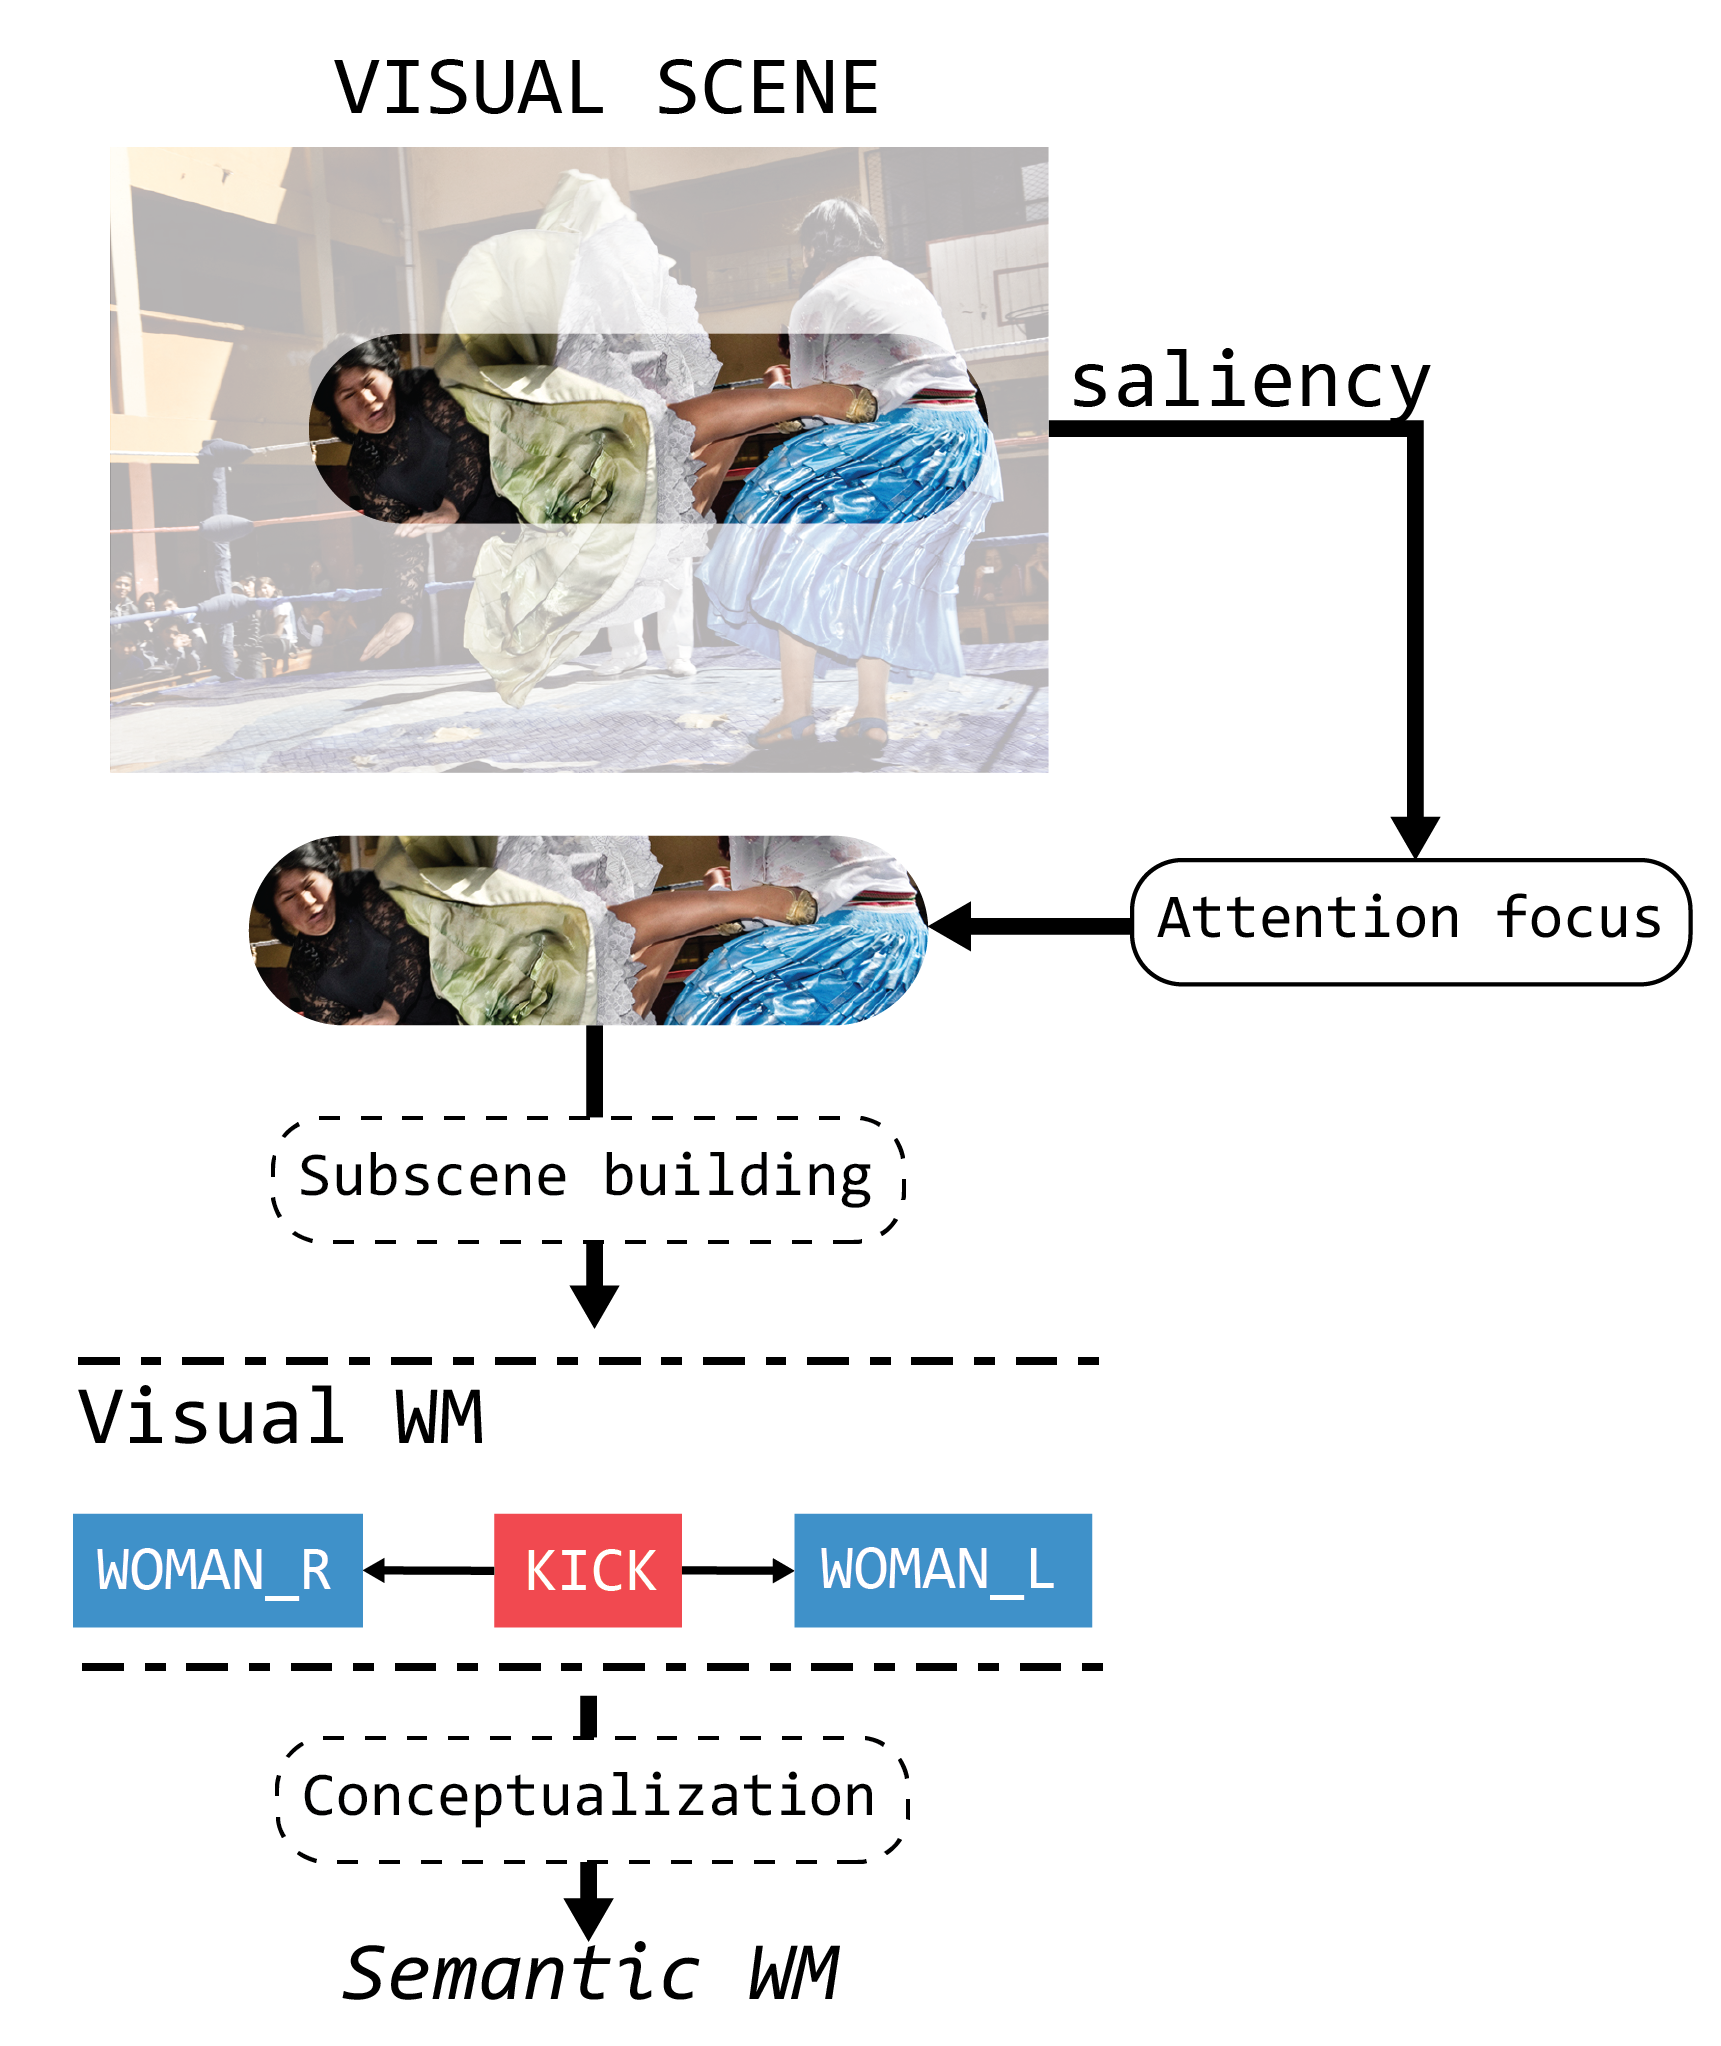 VISUAL SCENE
saliency
Attention focus
Subscene building
Visual WM
WOMAN_R
KICK
WOMAN_L
Conceptualization
Semantic WM